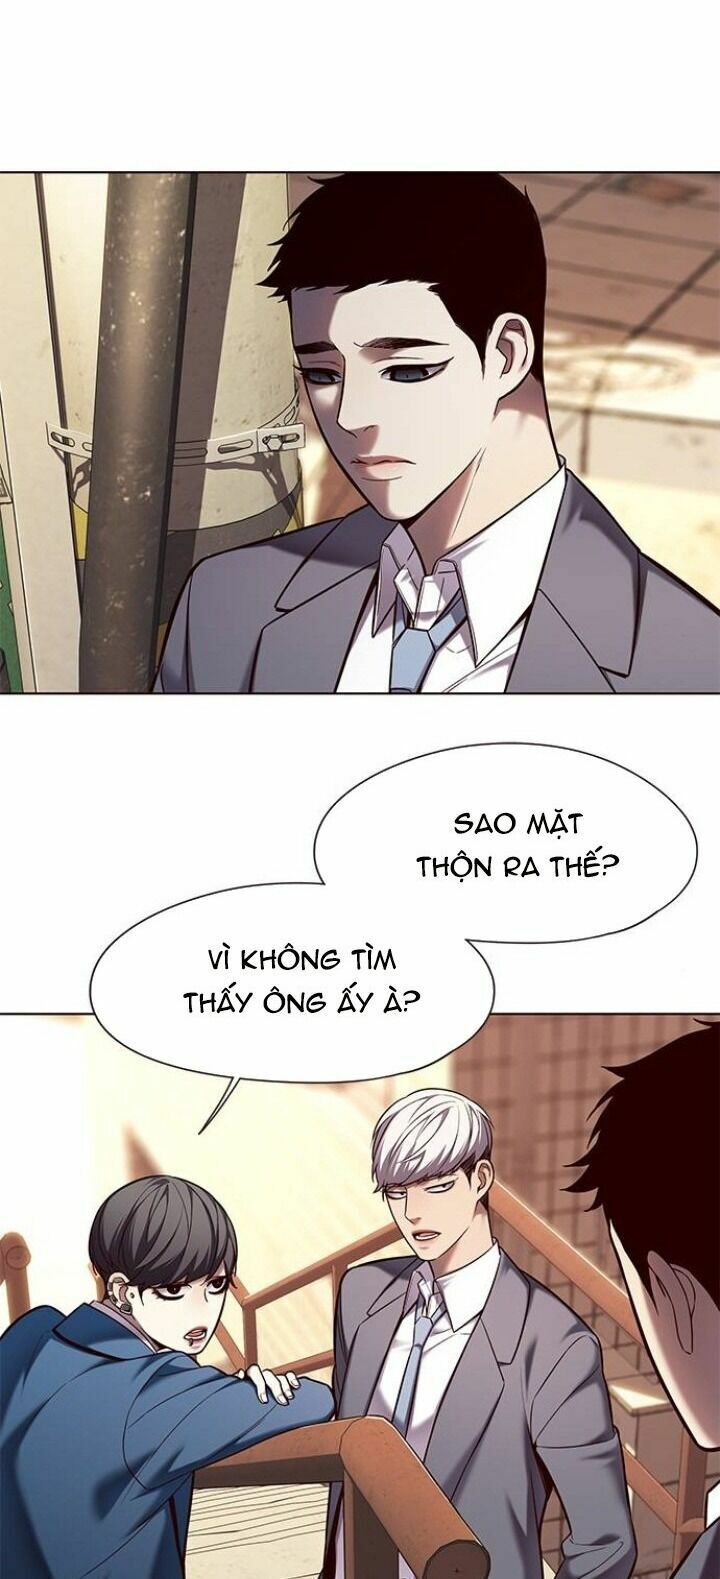 SAO MẶT
THỘN RA THẾ?
VÌ KHÔNG TÌM
THẤY ÔNG ẤY À?